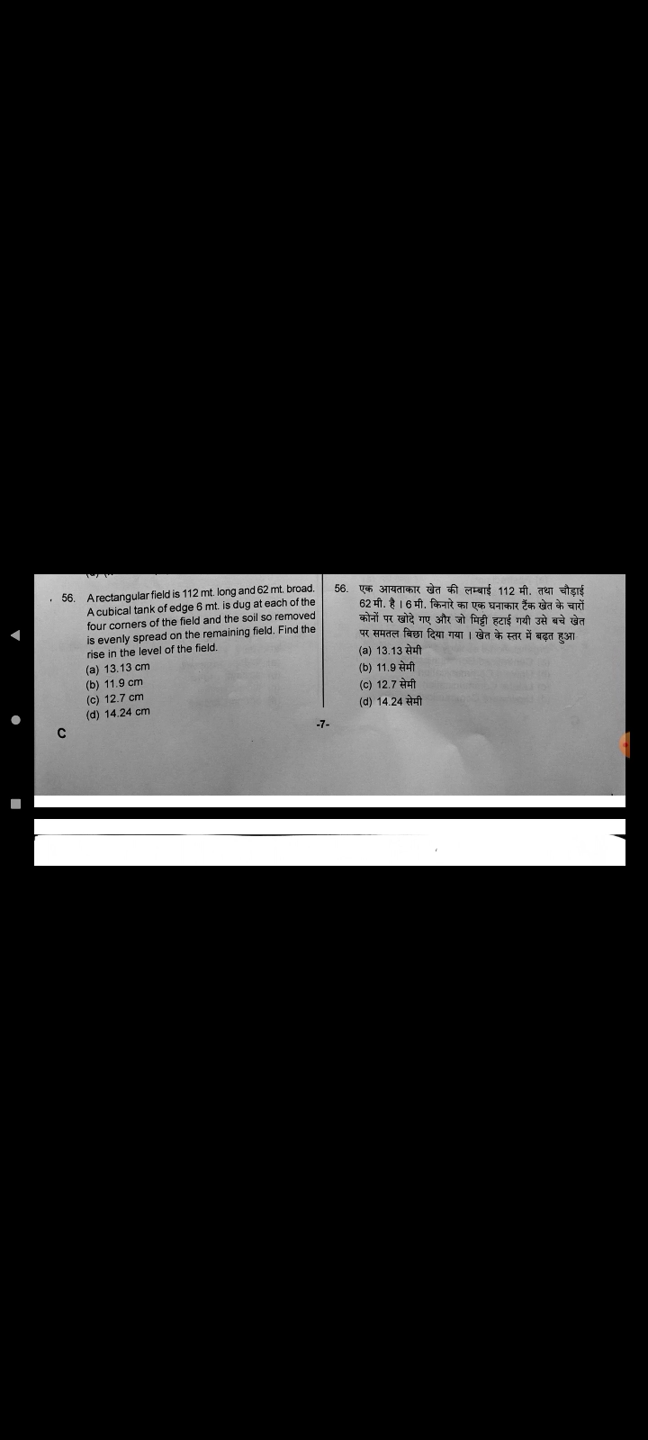 56. A rectangular field is 112 mt. long and 62 mt. broad.
A cubical tank of edge 6 mt. is dug at each of the
four corners of the field and the soil so removed
is evenly spread on the remaining field. Find the
rise in the level of the field.
(a) 13.13 cm
(b) 11.9 cm
(c) 12.7 cm
(d) 14.24 cm
C
56. एक आयताकार खेत की लम्बाई 112 मी. तथा चौड़ाई
62 मी. है । 6 मी. किनारे का एक घनाकार टैंक खेत के चारों
कोनों पर खोदे गए और जो मिट्टी हटाई गयी उसे बचे खेत
पर समतल बिछा दिया गया । खेत के स्तर में बढ़त हुआ
(a) 13.13 सेमी
(b) 11.9 सेमी
(c) 12.7 सेमी
(d) 14.24 सेमी
-7-